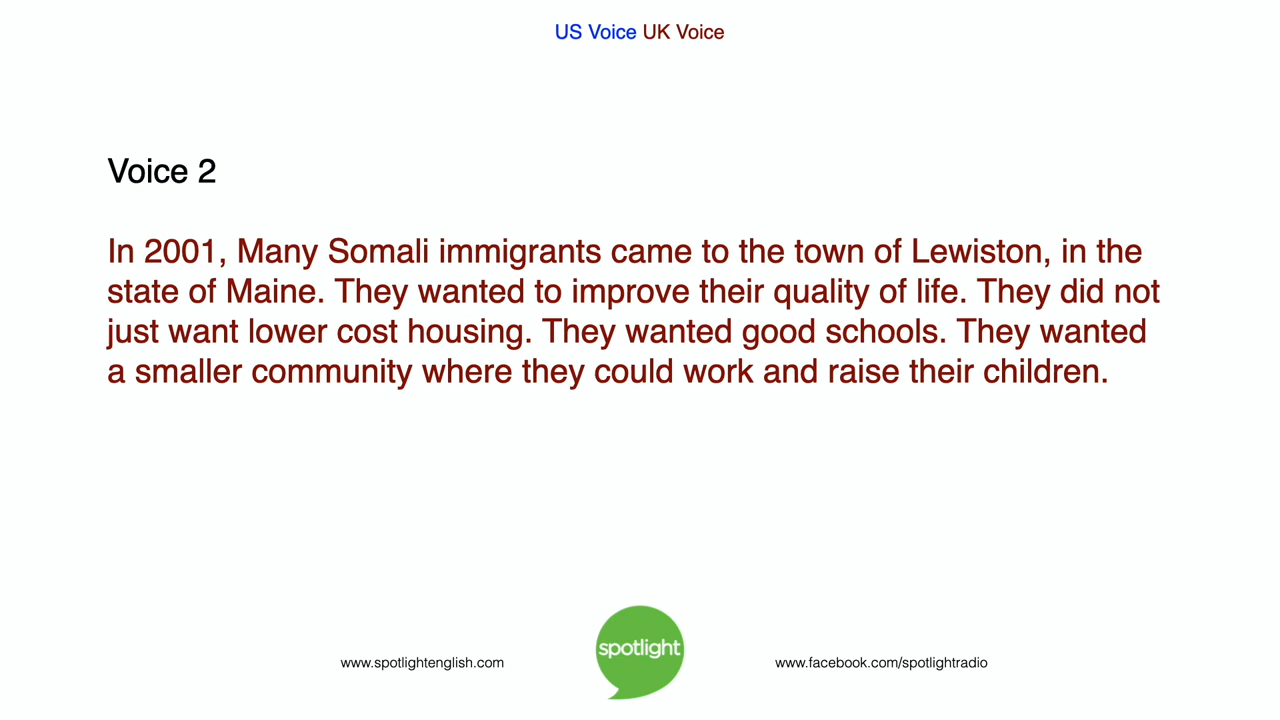 US Voice UK Voice
Voice 2
In 2001, Many Somali immigrants came to the town of Lewiston, in the
state of Maine. They wanted to improve their quality of life. They did not
just want lower cost housing. They wanted good schools. They wanted
a smaller community where they could work and raise their children.
www.spotlightenglish.com
spotlight
www.facebook.com/spotlightradio